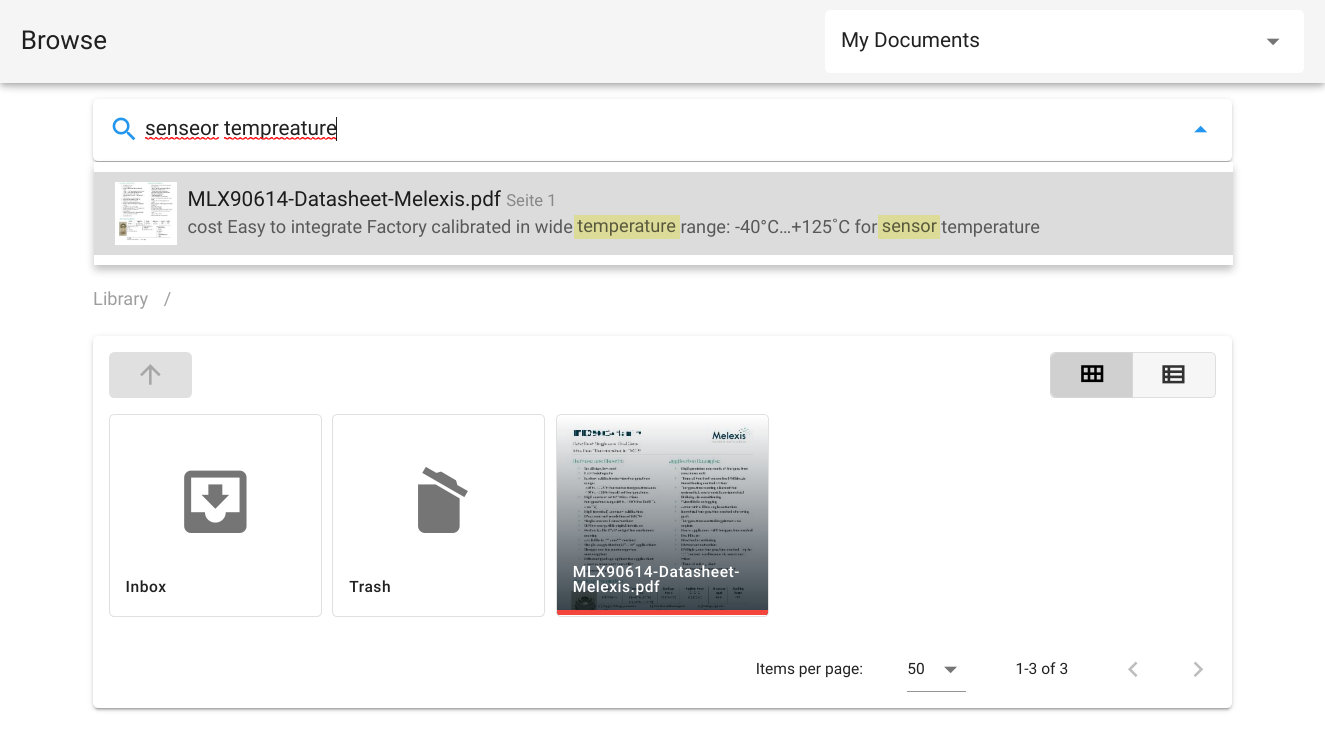 Browse
My Documents
senseor tempreature
MLX90614-Datasheet-Melexis.pdf Seite 1
cost Easy to integrate Factory calibrated in wide temperature range: -40°C...+125˚C for sensor temperature
Library /
Melexis
Inbox
Trash
MLX90614-Datasheet-
Melexis.pdf
Items per page: 50 1-3 of 3